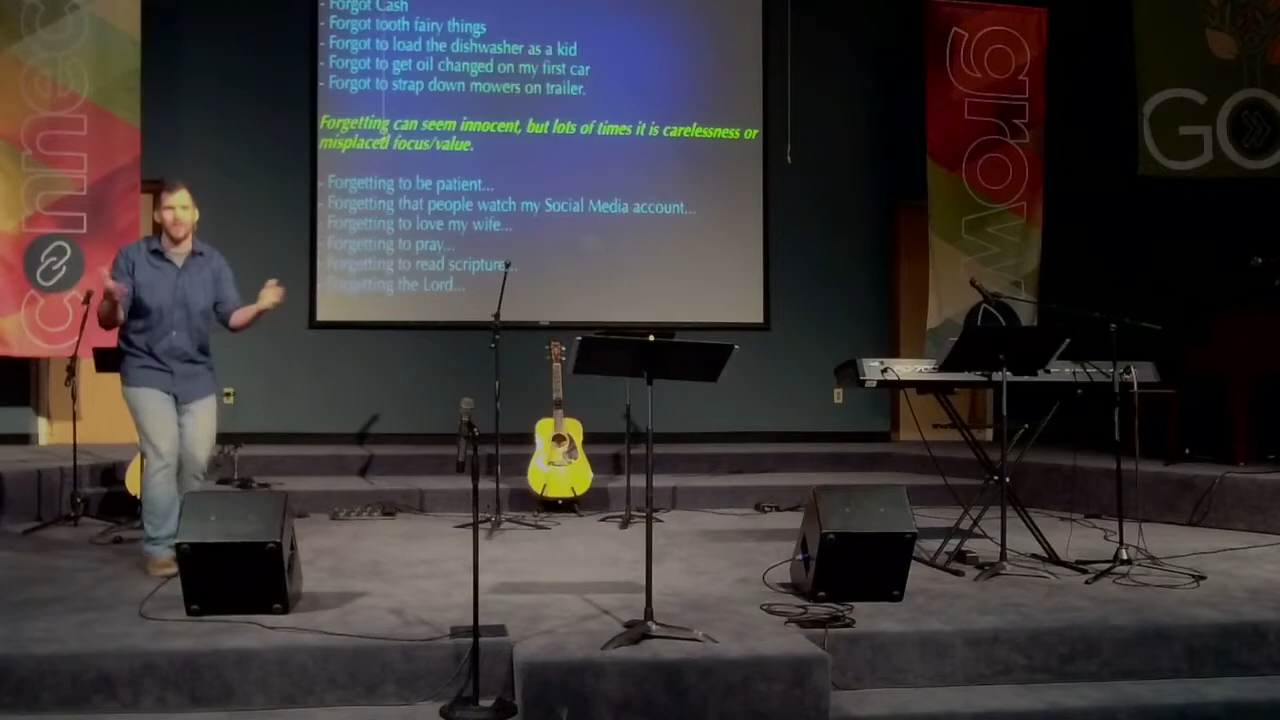 - Forgot Cash
- Forgot tooth fairy things
- Forgot to load the dishwasher as a kid
- Forgot to get oil changed on my first car
- Forgot to strap down mowers on trailer.
Forgetting can seem innocent, but lots of times it is carelessness or
misplaced focus/value.
- Forgetting to be patient...
- Forgetting that people watch my Social Media account...
- Forgetting to love my wife...
- Forgetting to pray...
- Forgetting to read scripture...
- Forgetting the Lord...
connec
grow
GO